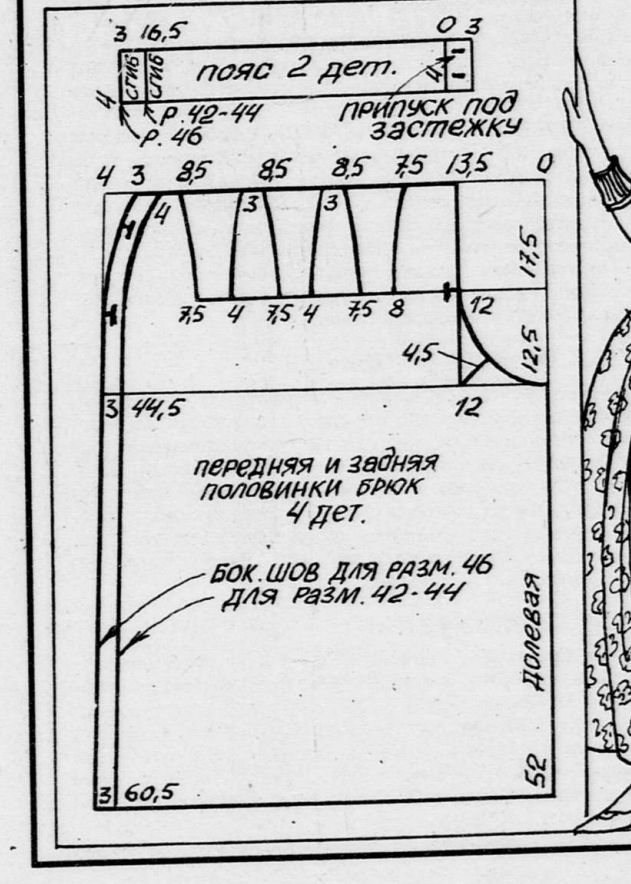 3 16,5 0 3
СГИБ СГИБ ПОЯС 2 ДЕТ. 4
4 Р. 42-44 ПРИПУСК ПОД
Р. 46 ЗАСТЕЖКУ
4 3 8,5 8,5 8,5 7,5 13,5 0
4 3 3
17,5
7,5 4 7,5 4 7,5 8 12
4,5 12,5
3 44,5 12
ПЕРЕДНЯЯ И ЗАДНЯЯ
ПОЛОВИНКИ БРЮК
4 ДЕТ.
БОК. ШОВ ДЛЯ РАЗМ. 46
ДЛЯ РАЗМ. 42-44
ДОЛЕВАЯ
52
3 60,5